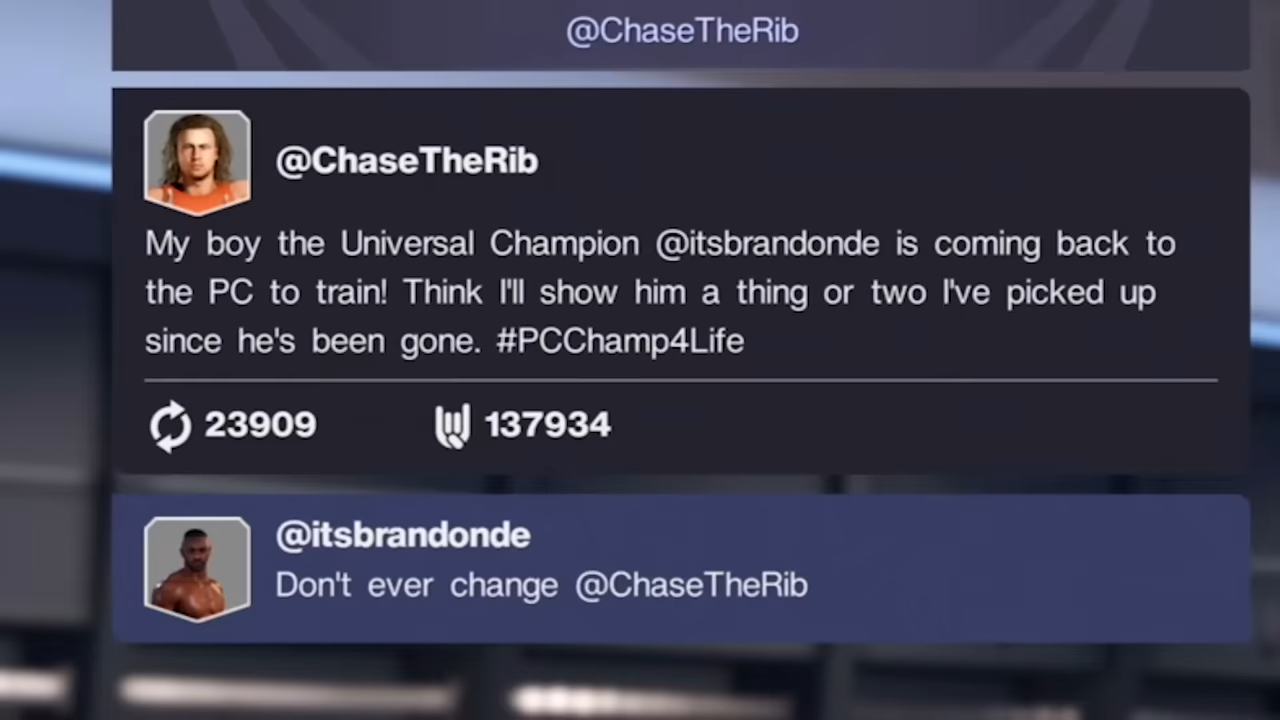 @ChaseTheRib
@ChaseTheRib
My boy the Universal Champion @itsbrandonde is coming back to
the PC to train! Think I'll show him a thing or two I've picked up
since he's been gone. #PCChamp4Life
23909 137934
@itsbrandonde
Don't ever change @ChaseTheRib